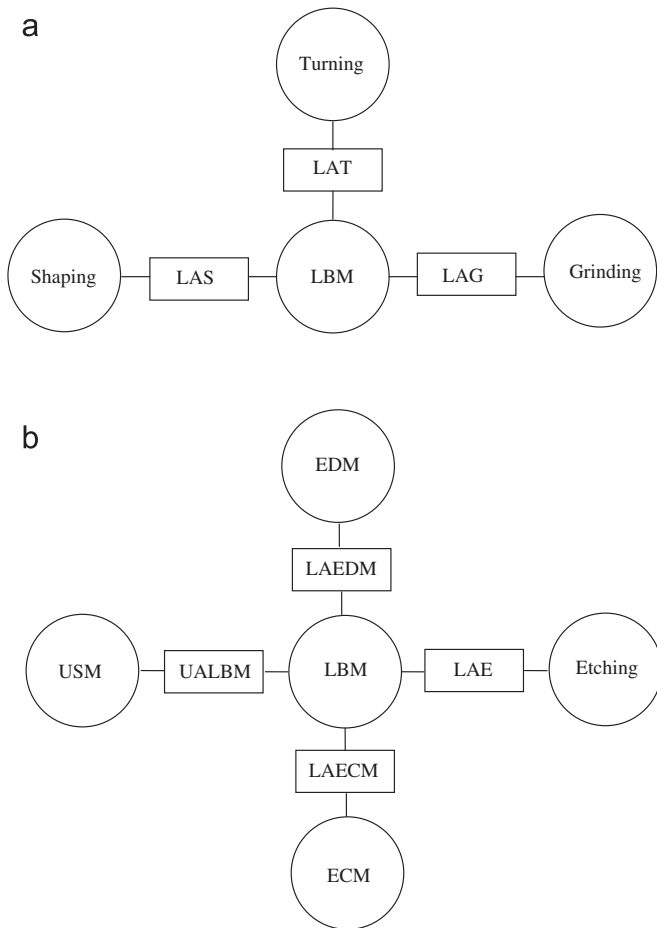 a
Turning
LAT
Shaping
LAS
LBM
LAG
Grinding
b
EDM
LAEDM
USM
UALBM
LBM
LAE
Etching
LAECM
ECM